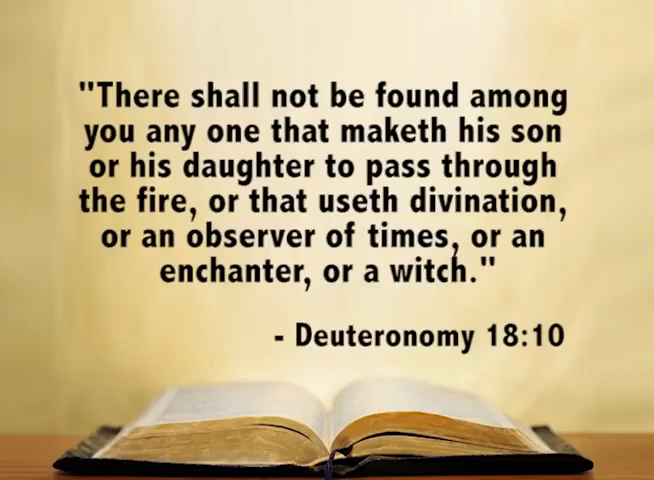 "There shall not be found among
you any one that maketh his son
or his daughter to pass through
the fire, or that useth divination,
or an observer of times, or an
enchanter, or a witch."
- Deuteronomy 18:10